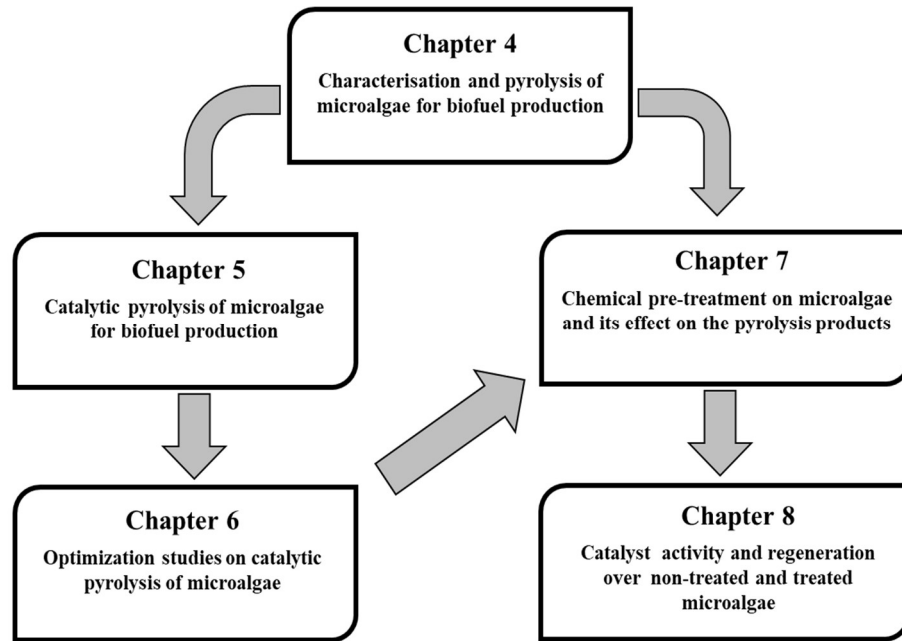 Chapter 4
Characterisation and pyrolysis of
microalgae for biofuel production
Chapter 5
Catalytic pyrolysis of microalgae
for biofuel production
Chapter 7
Chemical pre-treatment on microalgae
and its effect on the pyrolysis products
Chapter 6
Optimization studies on catalytic
pyrolysis of microalgae
Chapter 8
Catalyst activity and regeneration
over non-treated and treated
microalgae